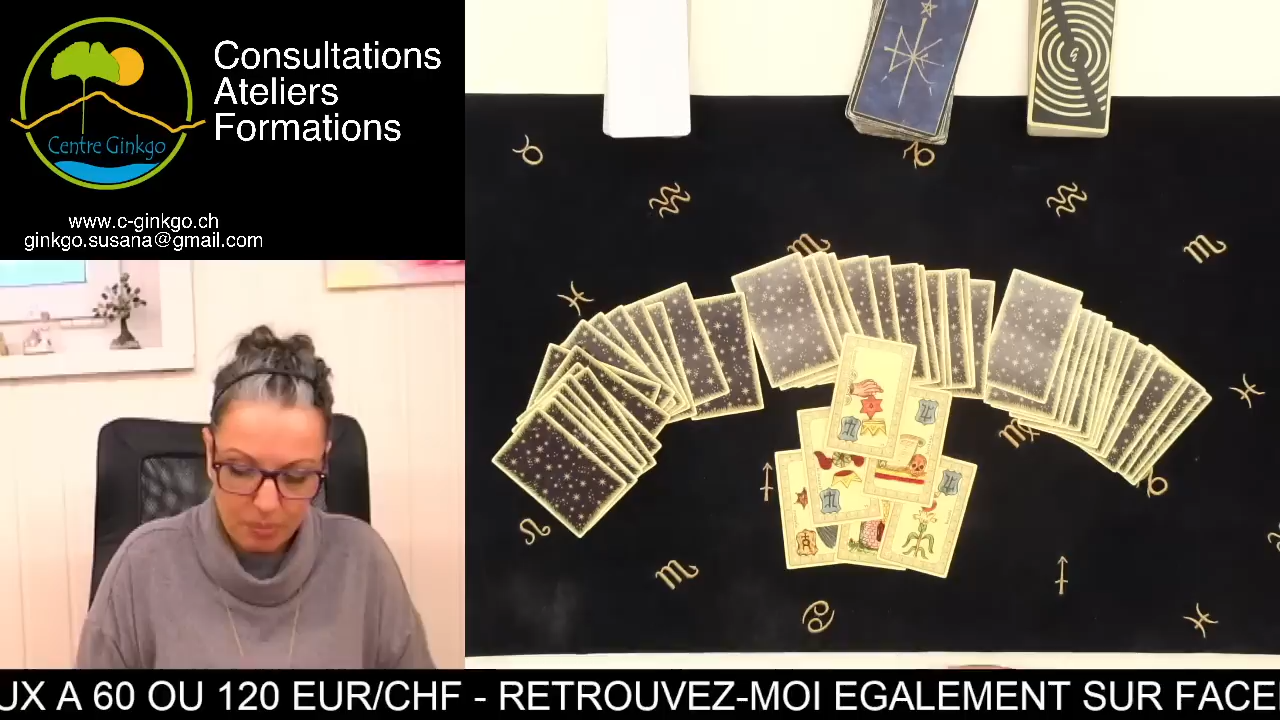 Consultations
Ateliers
Formations
Centre Ginkgo
www.c-ginkgo.ch
ginkgo.susana@gmail.com
UX A 60 OU 120 EUR/CHF - RETROUVEZ-MOI EGALEMENT SUR FACE